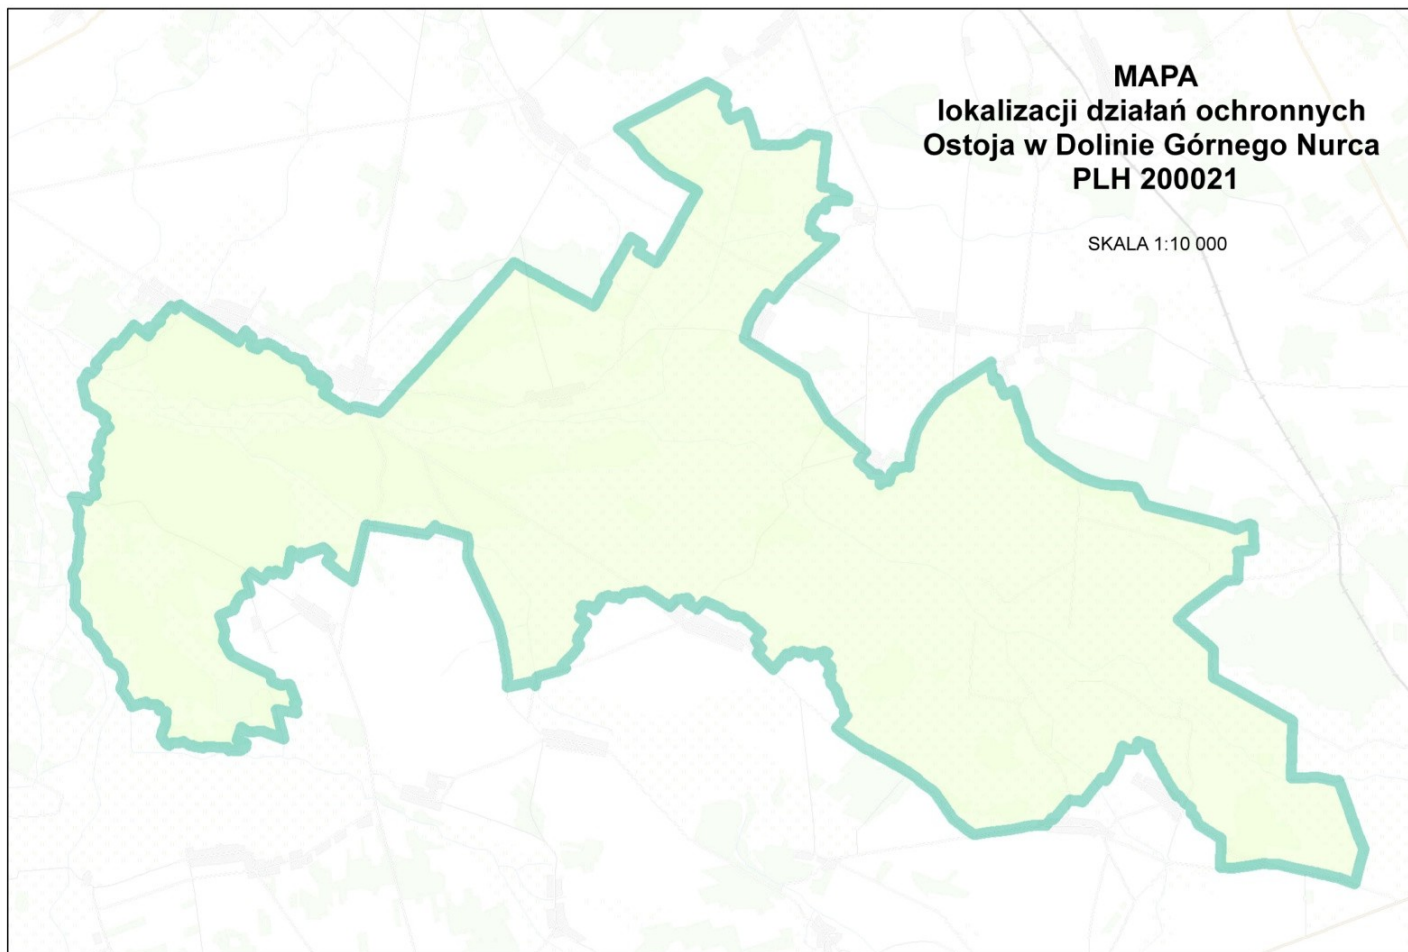 MAPA
lokalizacji działań ochronnych
Ostoja w Dolinie Górnego Nurca
PLH 200021
SKALA 1:10 000